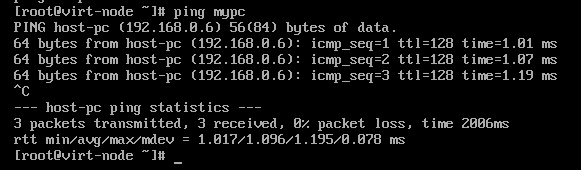 [root@virt-node ~]# ping mypc
PING host-pc (192.168.0.6) 56(84) bytes of data.
64 bytes from host-pc (192.168.0.6): icmp_seq=1 ttl=128 time=1.01 ms
64 bytes from host-pc (192.168.0.6): icmp_seq=2 ttl=128 time=1.07 ms
64 bytes from host-pc (192.168.0.6): icmp_seq=3 ttl=128 time=1.19 ms
^C
--- host-pc ping statistics ---
3 packets transmitted, 3 received, 0% packet loss, time 2006ms
rtt min/avg/max/mdev = 1.017/1.096/1.195/0.078 ms
[root@virt-node ~]# _